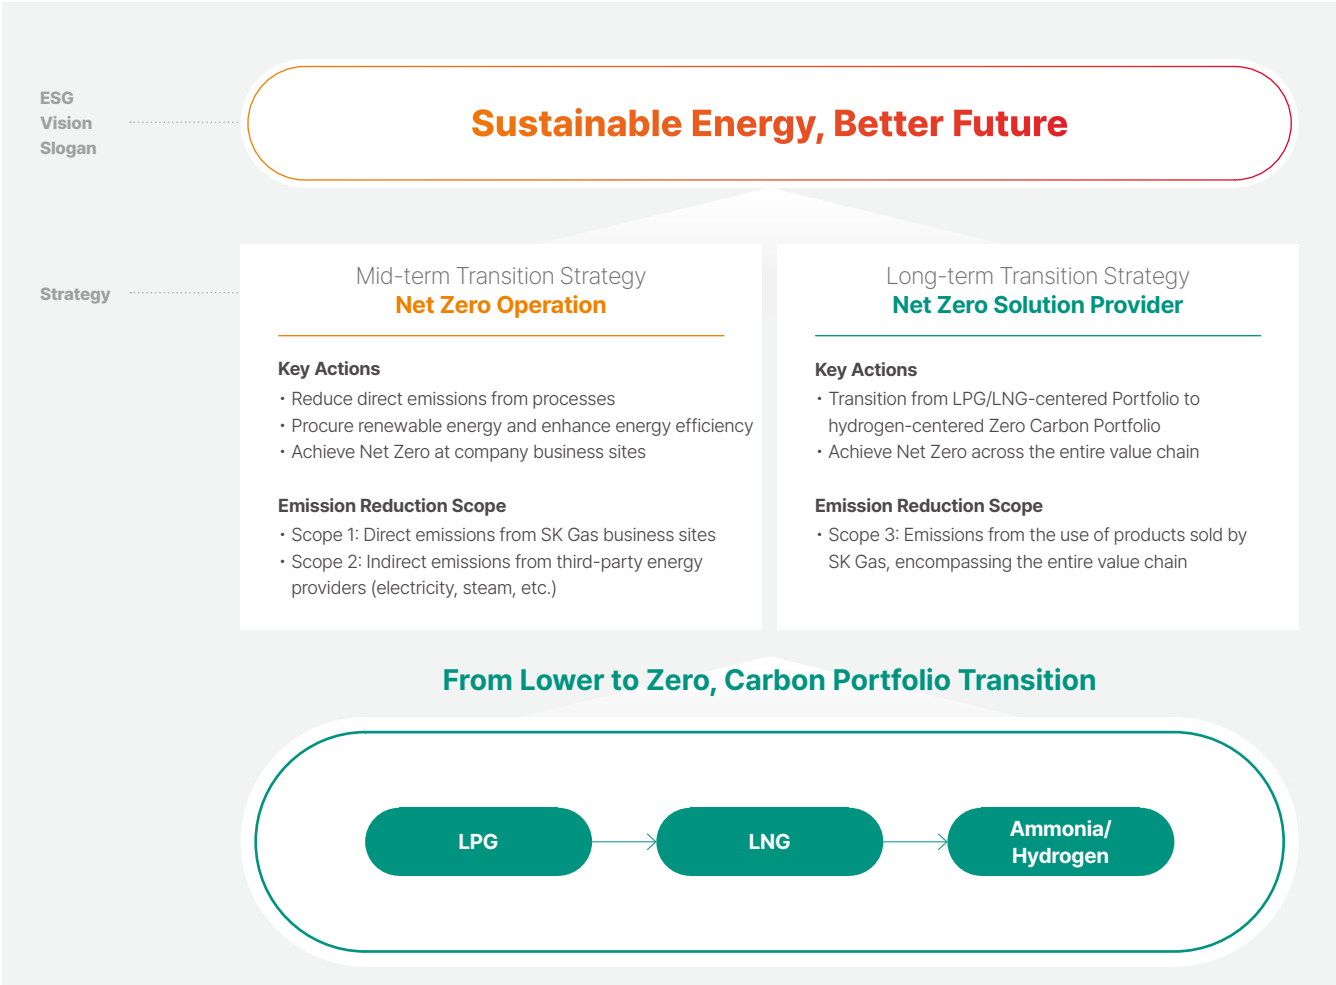 ESG
Vision
Slogan
Sustainable Energy, Better Future
Strategy
Mid-term Transition Strategy
Net Zero Operation
Key Actions
• Reduce direct emissions from processes
• Procure renewable energy and enhance energy efficiency
• Achieve Net Zero at company business sites
Emission Reduction Scope
• Scope 1: Direct emissions from SK Gas business sites
• Scope 2: Indirect emissions from third-party energy
providers (electricity, steam, etc.)
Long-term Transition Strategy
Net Zero Solution Provider
Key Actions
• Transition from LPG/LNG-centered Portfolio to
hydrogen-centered Zero Carbon Portfolio
• Achieve Net Zero across the entire value chain
Emission Reduction Scope
• Scope 3: Emissions from the use of products sold by
SK Gas, encompassing the entire value chain
From Lower to Zero, Carbon Portfolio Transition
LPG
LNG
Ammonia/
Hydrogen